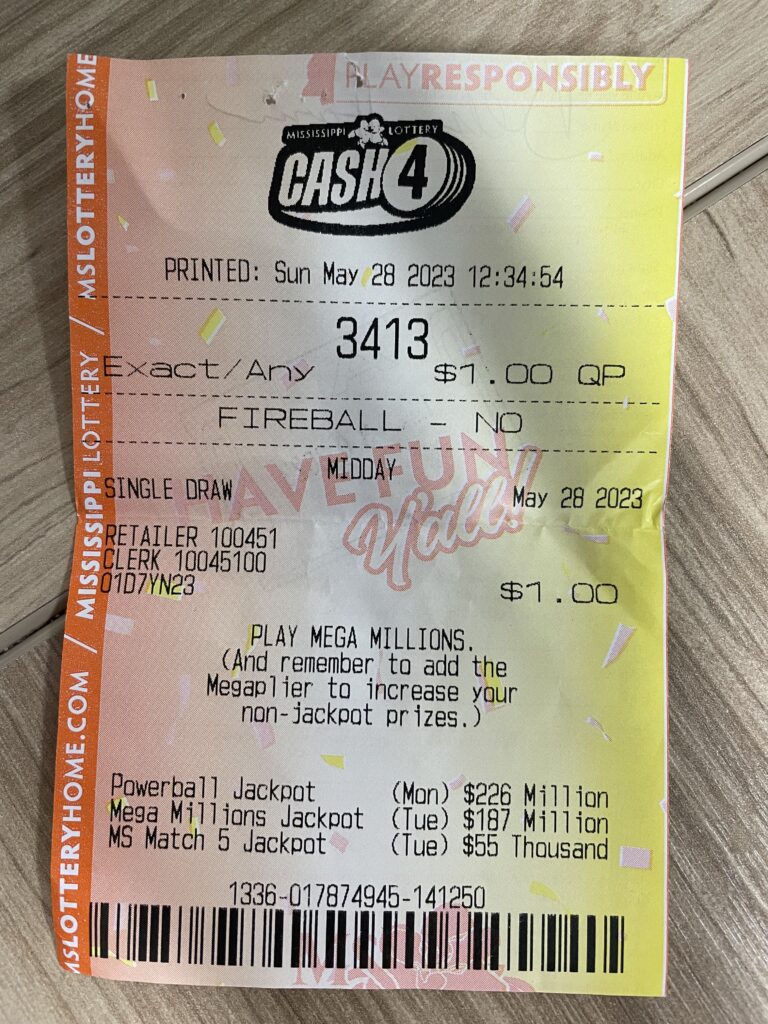 PLAYRESPONSIBLY
MISSISSIPPI LOTTERY
CASH 4
PRINTED: Sun May 28 2023 12:34:54
3413
Exact/Any $1.00 QP
FIREBALL - NO
HAVE FUN
Y'all!
MIDDAY
SINGLE DRAW May 28 2023
RETAILER 100451
CLERK 10045100
01D7YN23
$1.00
PLAY MEGA MILLIONS.
(And remember to add the
Megaplier to increase your
non-jackpot prizes.)
Powerball Jackpot (Mon) $226 Million
Mega Millions Jackpot (Tue) $187 Million
MS Match 5 Jackpot (Tue) $55 Thousand
1336-017874945-141250
MSLOTTERYHOME.COM / MISSISSIPPI LOTTERY / MSLOTTERYHOME